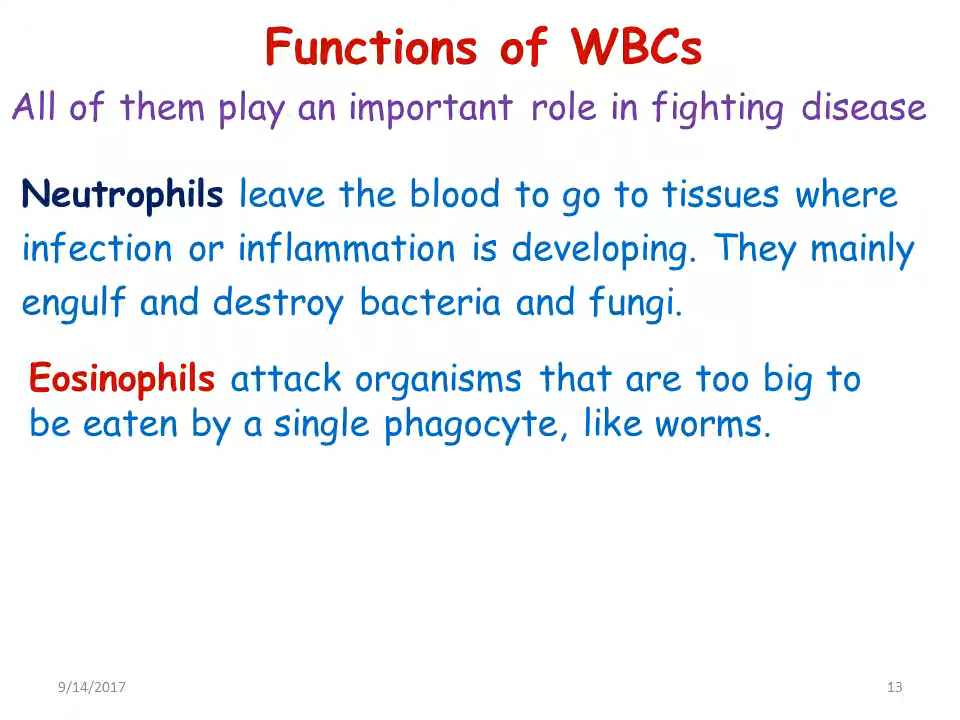 Functions of WBCs
All of them play an important role in fighting disease
Neutrophils leave the blood to go to tissues where
infection or inflammation is developing. They mainly
engulf and destroy bacteria and fungi.
Eosinophils attack organisms that are too big to
be eaten by a single phagocyte, like worms.
9/14/2017
13